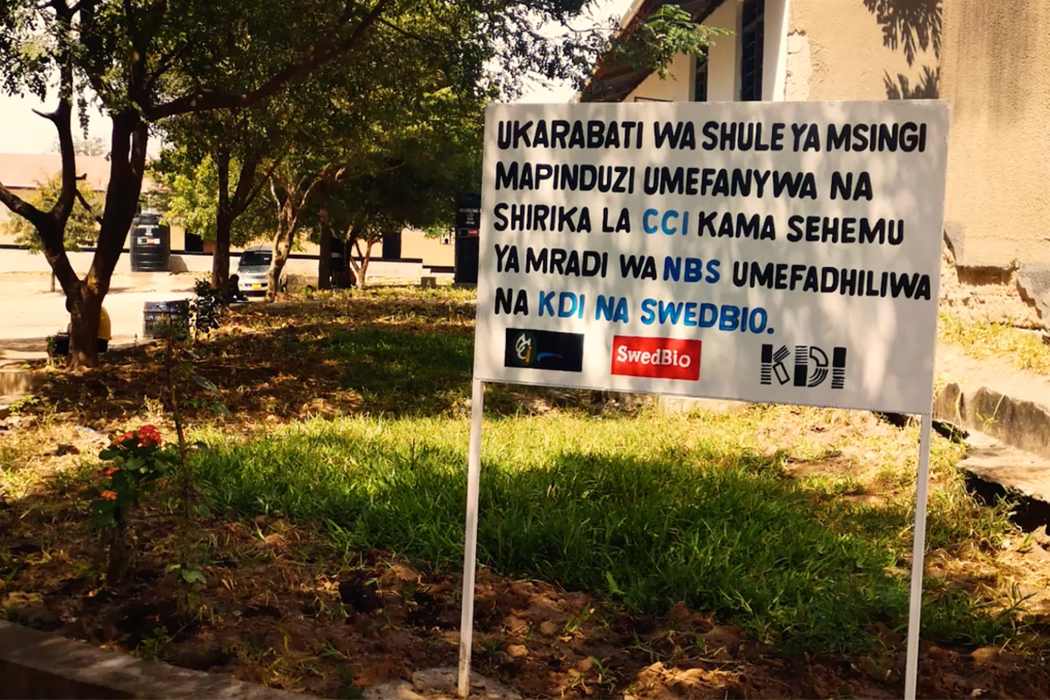 UKARABATI WA SHULE YA MSINGI
MAPINDUZI UMEFANYWA NA
SHIRIKA LA CCI KAMA SEHEMU
YA MRADI WA NBS UMEFADHILIWA
NA KDI NA SWEDBIO.
SwedBio
KDI